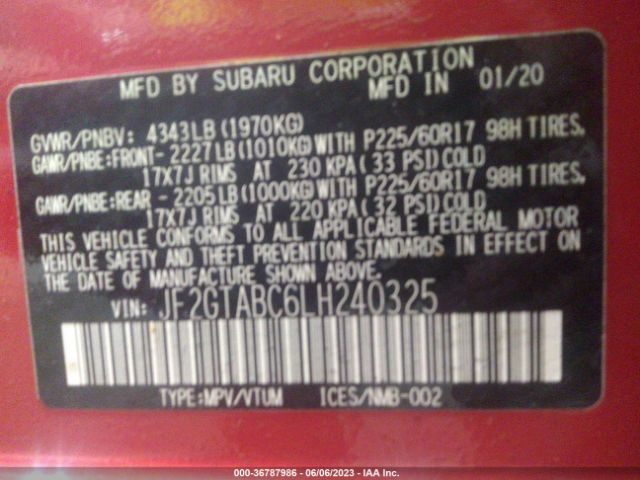 MFD BY SUBARU CORPORATION
MFD IN 01/20
GVWR/PNBV: 4343LB (1970KG)
GAWR/PNBE:FRONT- 2227LB (1010KG) WITH P225/60R17 98H TIRES,
17X7J RIMS AT 230 KPA ( 33 PSI) COLD
GAWR/PNBE:REAR - 2205LB (1000KG) WITH P225/60R17 98H TIRES,
17X7J RIMS AT 220 KPA ( 32 PSI) COLD
THIS VEHICLE CONFORMS TO ALL APPLICABLE FEDERAL MOTOR
VEHICLE SAFETY AND THEFT PREVENTION STANDARDS IN EFFECT ON
THE DATE OF MANUFACTURE SHOWN ABOVE.
VIN: JF2GTABC6LH240325
TYPE:MPV/VTUM ICES/NMB-002
000-36787986 - 06/06/2023 - IAA Inc.